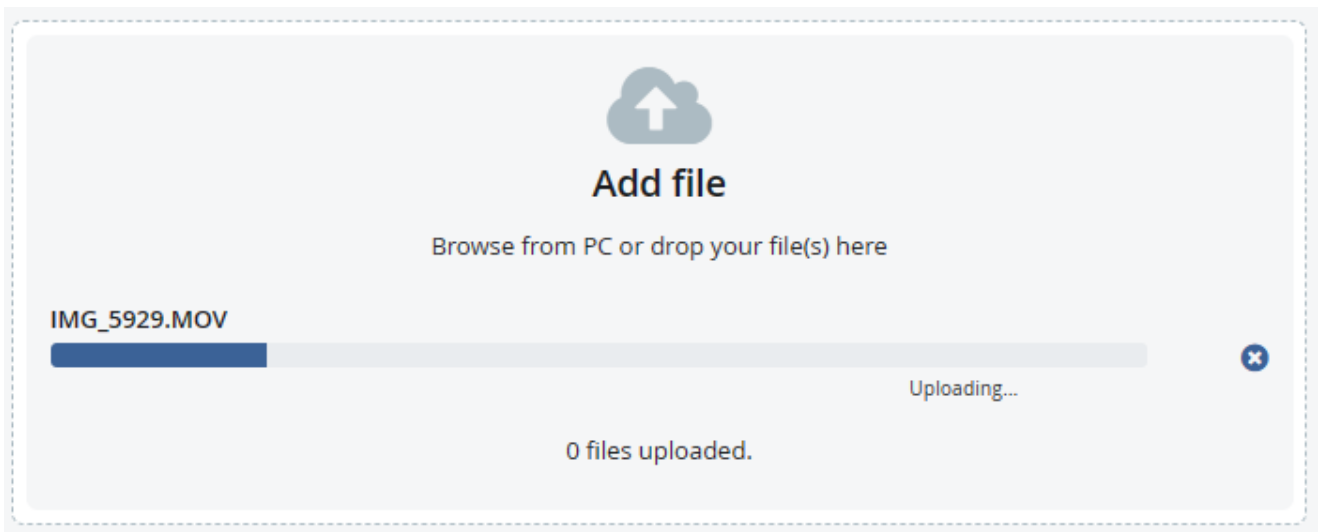 Add file
Browse from PC or drop your file(s) here
IMG_5929.MOV
Uploading...
0 files uploaded.